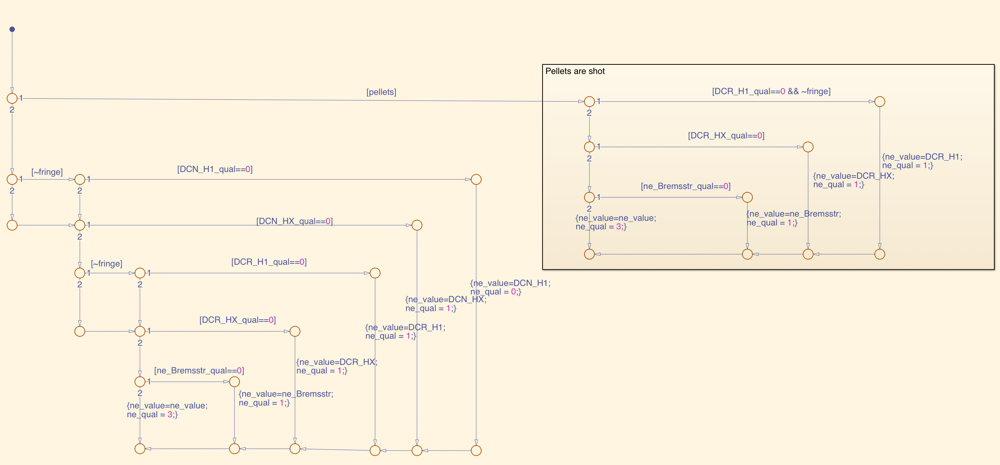 Pellets are shot
[pellets]
1
2
[DCR_H1_qual==0 && ~fringe]
1
2
[DCR_HX_qual==0]
1
2
{ne_value=DCR_H1;
ne_qual = 1;}
{ne_value=DCR_HX;
ne_qual = 1;}
[ne_Bremsstr_qual==0]
1
2
{ne_value=ne_Bremsstr;
ne_qual = 1;}
{ne_value=ne_value;
ne_qual = 3;}
[~fringe]
1
2
[DCN_H1_qual==0]
1
2
[DCN_HX_qual==0]
1
2
[~fringe]
1
2
[DCR_H1_qual==0]
1
2
{ne_value=DCN_H1;
ne_qual = 0;}
{ne_value=DCN_HX;
ne_qual = 1;}
[DCR_HX_qual==0]
1
2
{ne_value=DCR_H1;
ne_qual = 1;}
{ne_value=DCR_HX;
ne_qual = 1;}
[ne_Bremsstr_qual==0]
1
2
{ne_value=ne_Bremsstr;
ne_qual = 1;}
{ne_value=ne_value;
ne_qual = 3;}